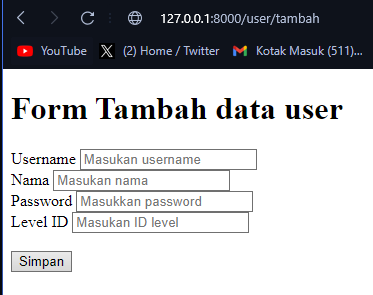 127.0.0.1:8000/user/tambah
YouTube (2) Home / Twitter Kotak Masuk (511)...
Form Tambah data user
Username Masukan username
Nama Masukan nama
Password Masukkan password
Level ID Masukan ID level
Simpan